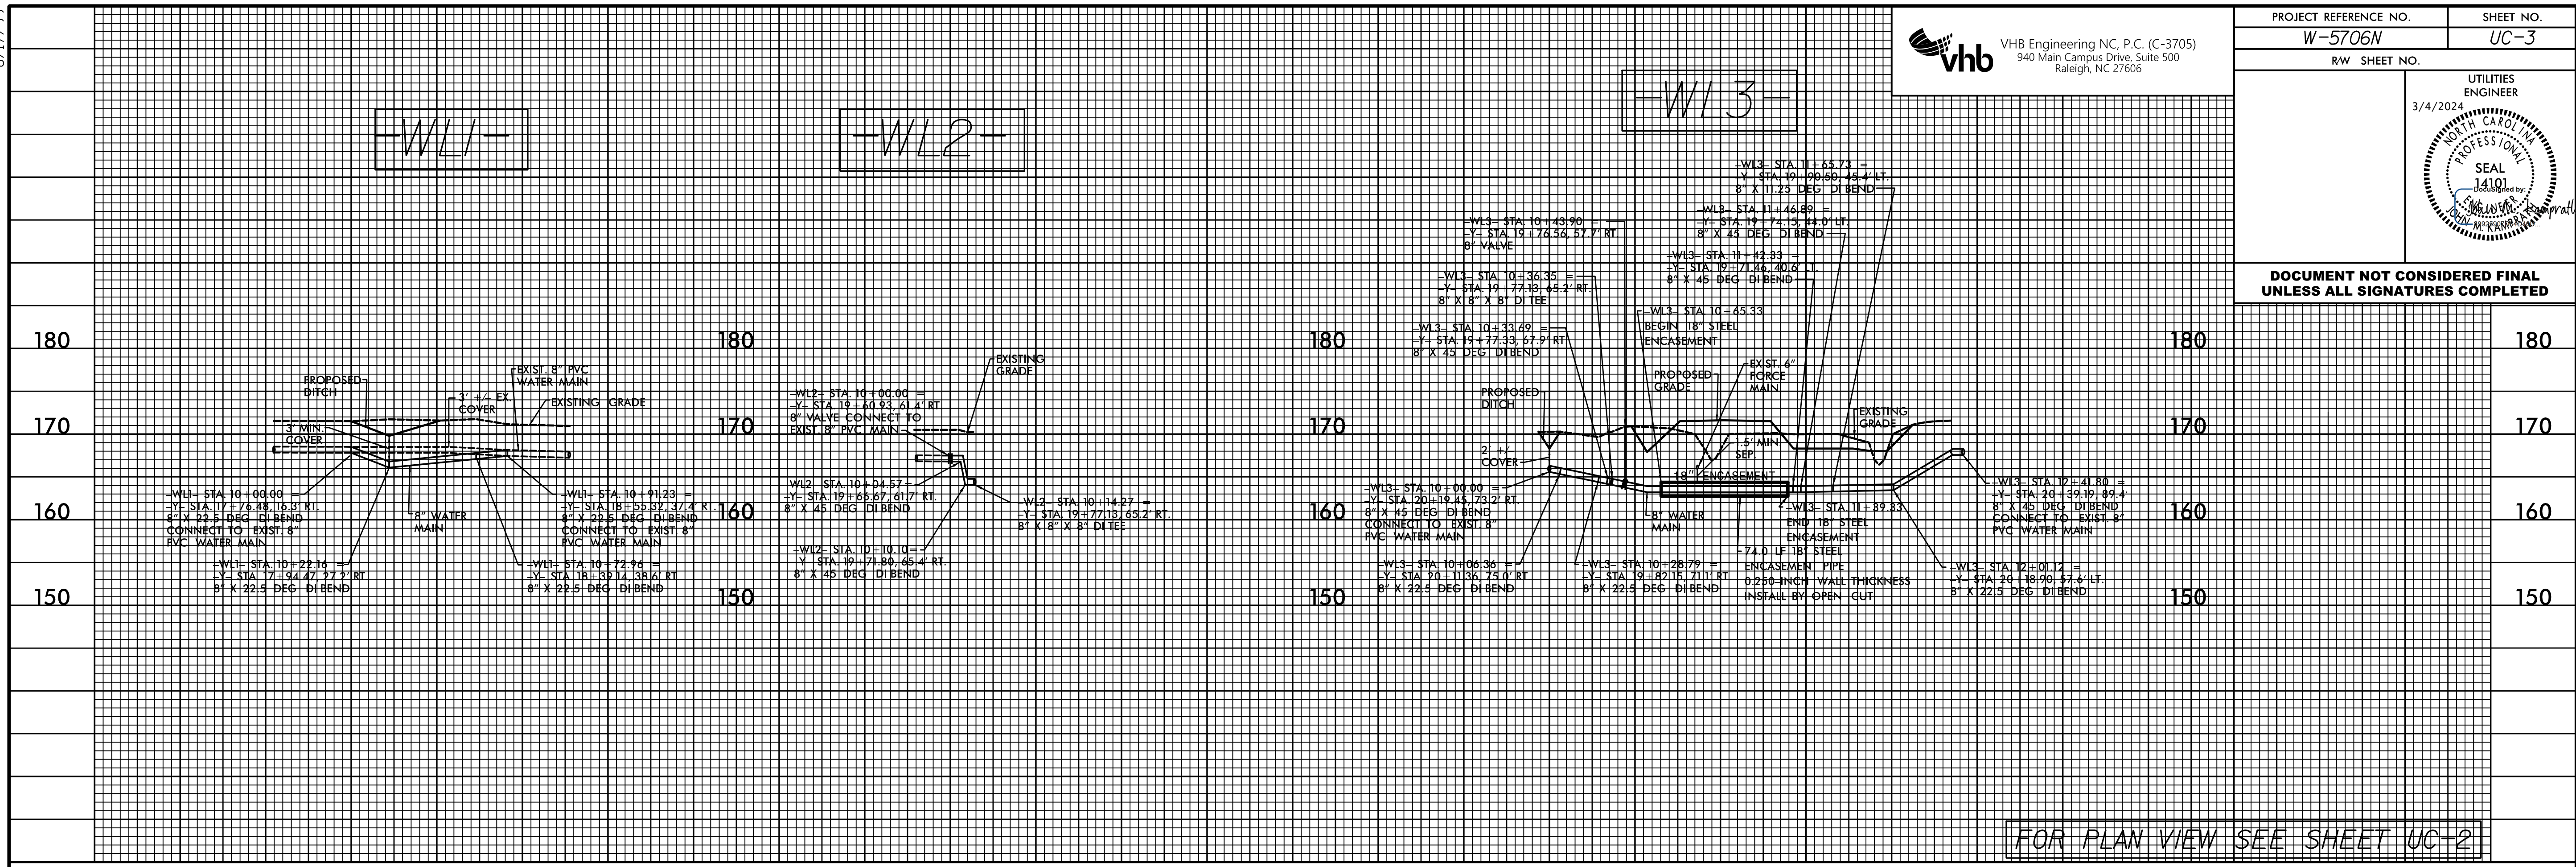 VHB Engineering NC, P.C. (C-3705)
940 Main Campus Drive, Suite 500
Raleigh, NC 27606
vhb
PROJECT REFERENCE NO.
SHEET NO.
W-5706N
UC-3
R/W SHEET NO.
UTILITIES
ENGINEER
3/4/2024
NORTH CAROLINA
PROFESSIONAL
SEAL
14101
DocuSigned by:
ENGINEER
JOHN M. KAMPRATH
DOCUMENT NOT CONSIDERED FINAL
UNLESS ALL SIGNATURES COMPLETED
-WL1-
-WL2-
-WL3-
180
180
180
180
180
170
170
170
170
170
160
160
160
160
160
150
150
150
150
150
PROPOSED
DITCH
EXIST. 8" PVC
WATER MAIN
3' +/- EX.
COVER
EXISTING GRADE
3' MIN.
COVER
-WL1- STA. 10+00.00 =
-Y- STA. 17+76.48, 16.3' RT.
8" X 22.5 DEG DI BEND
CONNECT TO EXIST. 8"
PVC WATER MAIN
8" WATER
MAIN
-WL1- STA. 10+91.23 =
-Y- STA. 18+55.32, 37.4' RT.
8" X 22.5 DEG DI BEND
CONNECT TO EXIST. 8"
PVC WATER MAIN
-WL1- STA. 10+22.16 =
-Y- STA. 17+94.47, 27.2' RT
8" X 22.5 DEG DI BEND
-WL1- STA. 10+72.96 =
-Y- STA. 18+39.14, 38.6' RT
8" X 22.5 DEG DI BEND
EXISTING
GRADE
-WL2- STA. 10+00.00 =
-Y- STA. 19+60.93, 61.4' RT
8" VALVE CONNECT TO
EXIST. 8" PVC MAIN
WL2- STA. 10+04.57=
-Y- STA. 19+66.67, 61.7' RT.
8" X 45 DEG DI BEND
-WL2- STA. 10+14.27 =
-Y- STA. 19+77.13, 65.2' RT.
8" X 8" X 8" DI TEE
-WL2- STA. 10+10.10=
-Y- STA. 19+71.80, 65.4' RT.
8" X 45 DEG DI BEND
-WL3- STA. 11+65.73 =
-Y- STA. 19+90.50, 45.4' LT.
8" X 11.25 DEG DI BEND
-WL3- STA. 11+46.89 =
-Y- STA. 19+74.15, 44.0' LT.
8" X 45 DEG DI BEND
-WL3- STA. 10+43.90 =
-Y- STA. 19+76.56, 57.7' RT
8" VALVE
-WL3- STA. 11+42.33 =
-Y- STA. 19+71.46, 40.6' LT.
8" X 45 DEG DI BEND
-WL3- STA. 10+36.35 =
-Y- STA. 19+77.13, 65.2' RT.
8" X 8" X 8" DI TEE
-WL3- STA. 10+65.33
BEGIN 18" STEEL
ENCASEMENT
-WL3- STA. 10+33.69 =
-Y- STA. 19+77.33, 67.9' RT
8" X 45 DEG DI BEND
PROPOSED
GRADE
EXIST. 6"
FORCE
MAIN
PROPOSED
DITCH
EXISTING
GRADE
1.5' MIN
SEP.
2' +/-
COVER
18" ENCASEMENT
-WL3- STA. 10+00.00 =
-Y- STA. 20+19.45, 73.2' RT.
8" X 45 DEG DI BEND
CONNECT TO EXIST. 8"
PVC WATER MAIN
8" WATER
MAIN
-WL3- STA. 11+39.33
END 18" STEEL
ENCASEMENT
74.0 LF 18" STEEL
ENCASEMENT PIPE
0.250-INCH WALL THICKNESS
INSTALL BY OPEN CUT
-WL3- STA. 12+41.80 =
-Y- STA. 20+39.19, 89.4'
8" X 45 DEG DI BEND
CONNECT TO EXIST. 8"
PVC WATER MAIN
-WL3- STA. 10+06.36 =
-Y- STA. 20+11.36, 75.0' RT
8" X 22.5 DEG DI BEND
-WL3- STA. 10+28.79 =
-Y- STA. 19+82.15, 71.1' RT
8" X 22.5 DEG DI BEND
-WL3- STA. 12+01.12 =
-Y- STA. 20+18.90, 57.6' LT.
8" X 22.5 DEG DI BEND
FOR PLAN VIEW SEE SHEET UC-2